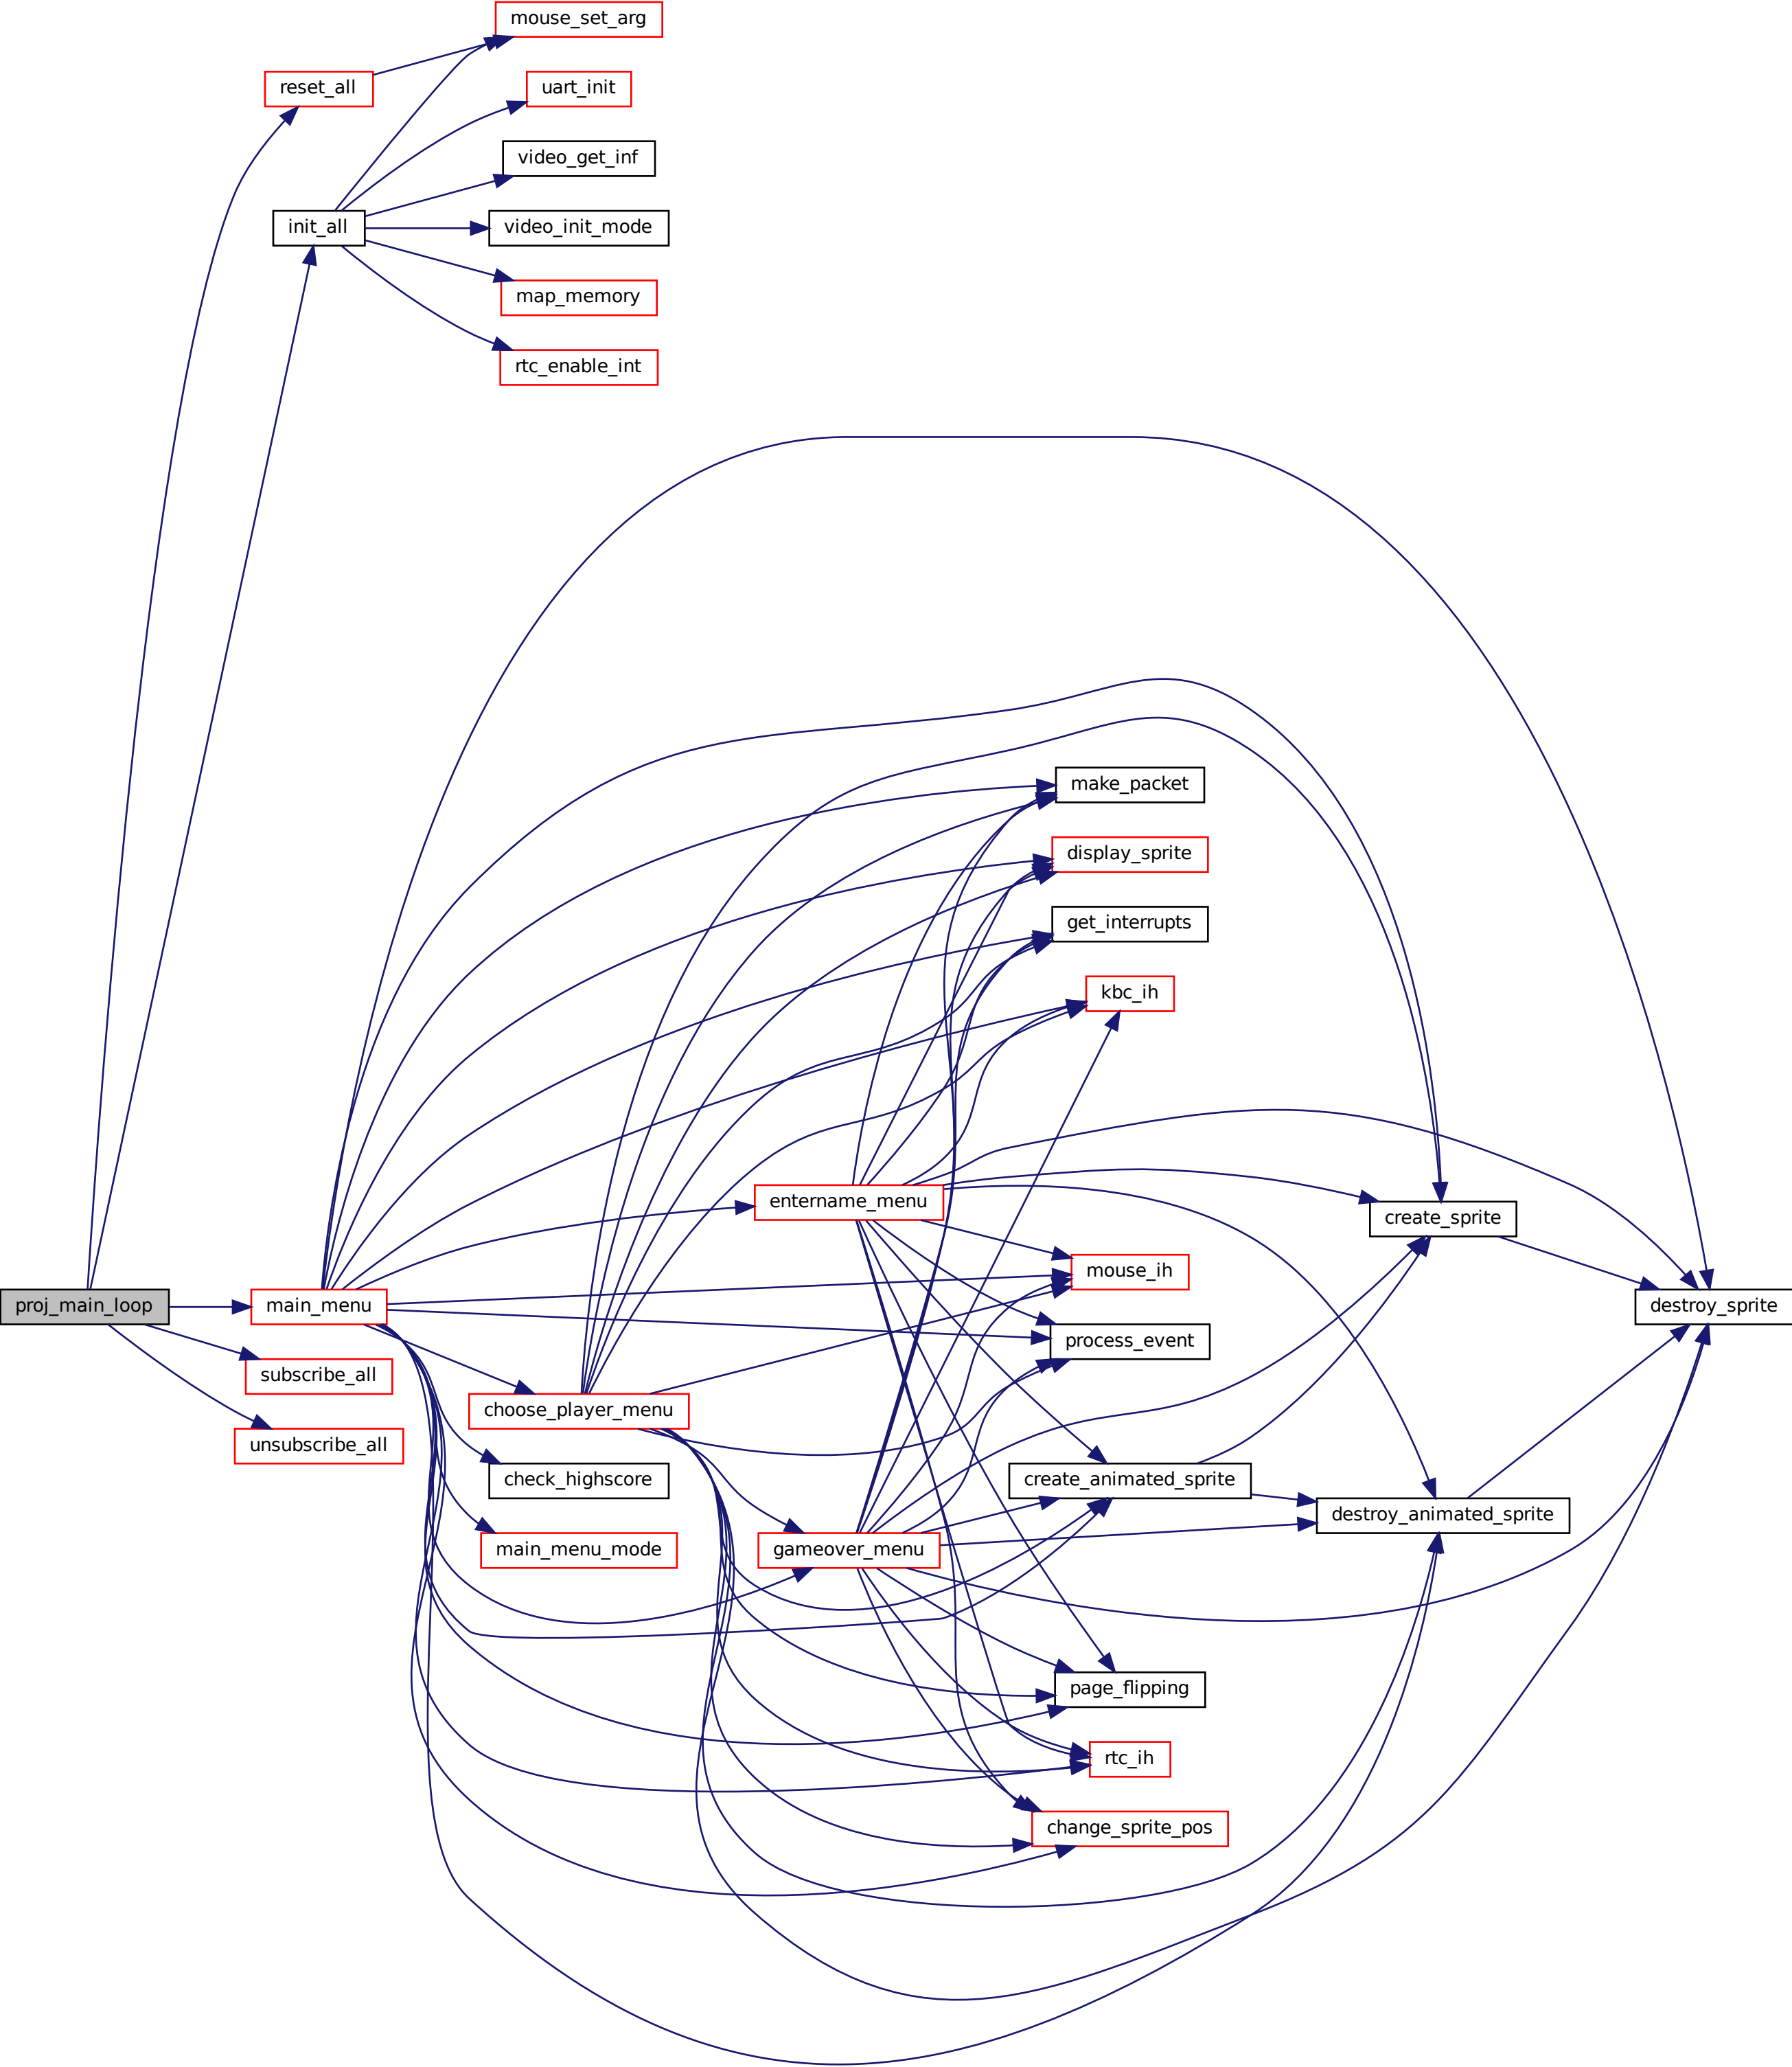 mouse_set_arg
reset_all
uart_init
video_get_inf
init_all
video_init_mode
map_memory
rtc_enable_int
make_packet
display_sprite
get_interrupts
kbc_ih
entername_menu
create_sprite
mouse_ih
proj_main_loop
main_menu
destroy_sprite
process_event
subscribe_all
choose_player_menu
unsubscribe_all
check_highscore
create_animated_sprite
destroy_animated_sprite
main_menu_mode
gameover_menu
page_flipping
rtc_ih
change_sprite_pos